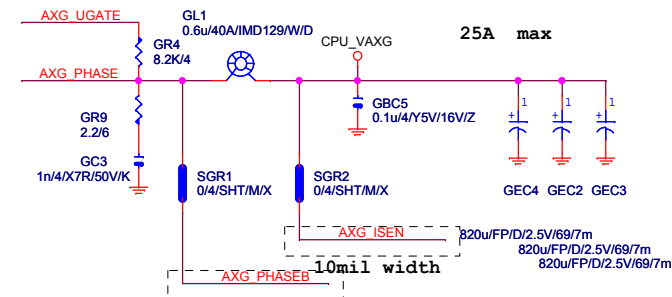 AXG_UGATE
GL1
0.6u/40A/IMD129/W/D
GR4
8.2K/4
CPU_VAXG
25A max
AXG_PHASE
GR9
2.2/6
GBC5
0.1u/4/Y5V/16V/Z
1
1
1
+
+
+
GC3
1n/4/X7R/50V/K
SGR1
0/4/SHT/M/X
SGR2
0/4/SHT/M/X
GEC4
GEC2
GEC3
AXG_ISEN
820u/FP/D/2.5V/69/7m
820u/FP/D/2.5V/69/7m
820u/FP/D/2.5V/69/7m
10mil width
AXG_PHASEB